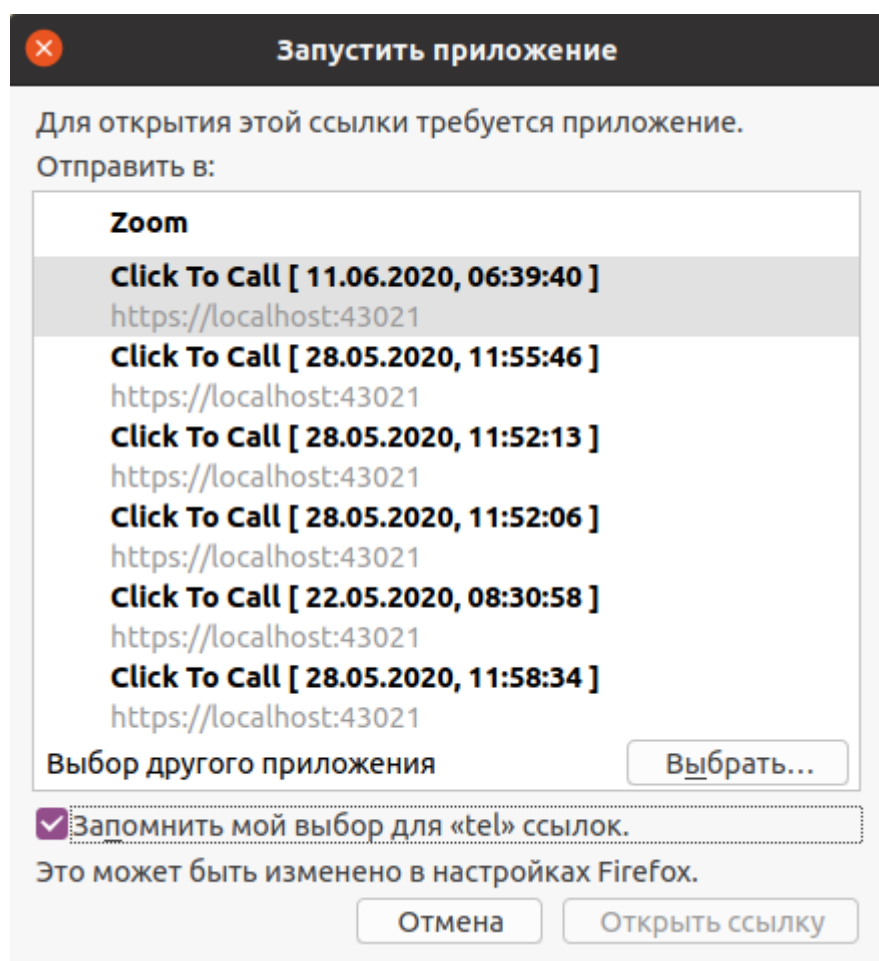 Запустить приложение
Для открытия этой ссылки требуется приложение.
Отправить в:
Zoom
Click To Call [ 11.06.2020, 06:39:40 ]
https://localhost:43021
Click To Call [ 28.05.2020, 11:55:46 ]
https://localhost:43021
Click To Call [ 28.05.2020, 11:52:13 ]
https://localhost:43021
Click To Call [ 28.05.2020, 11:52:06 ]
https://localhost:43021
Click To Call [ 22.05.2020, 08:30:58 ]
https://localhost:43021
Click To Call [ 28.05.2020, 11:58:34 ]
https://localhost:43021
Выбор другого приложения Выбрать...
Запомнить мой выбор для «tel» ссылок.
Это может быть изменено в настройках Firefox.
Отмена Открыть ссылку